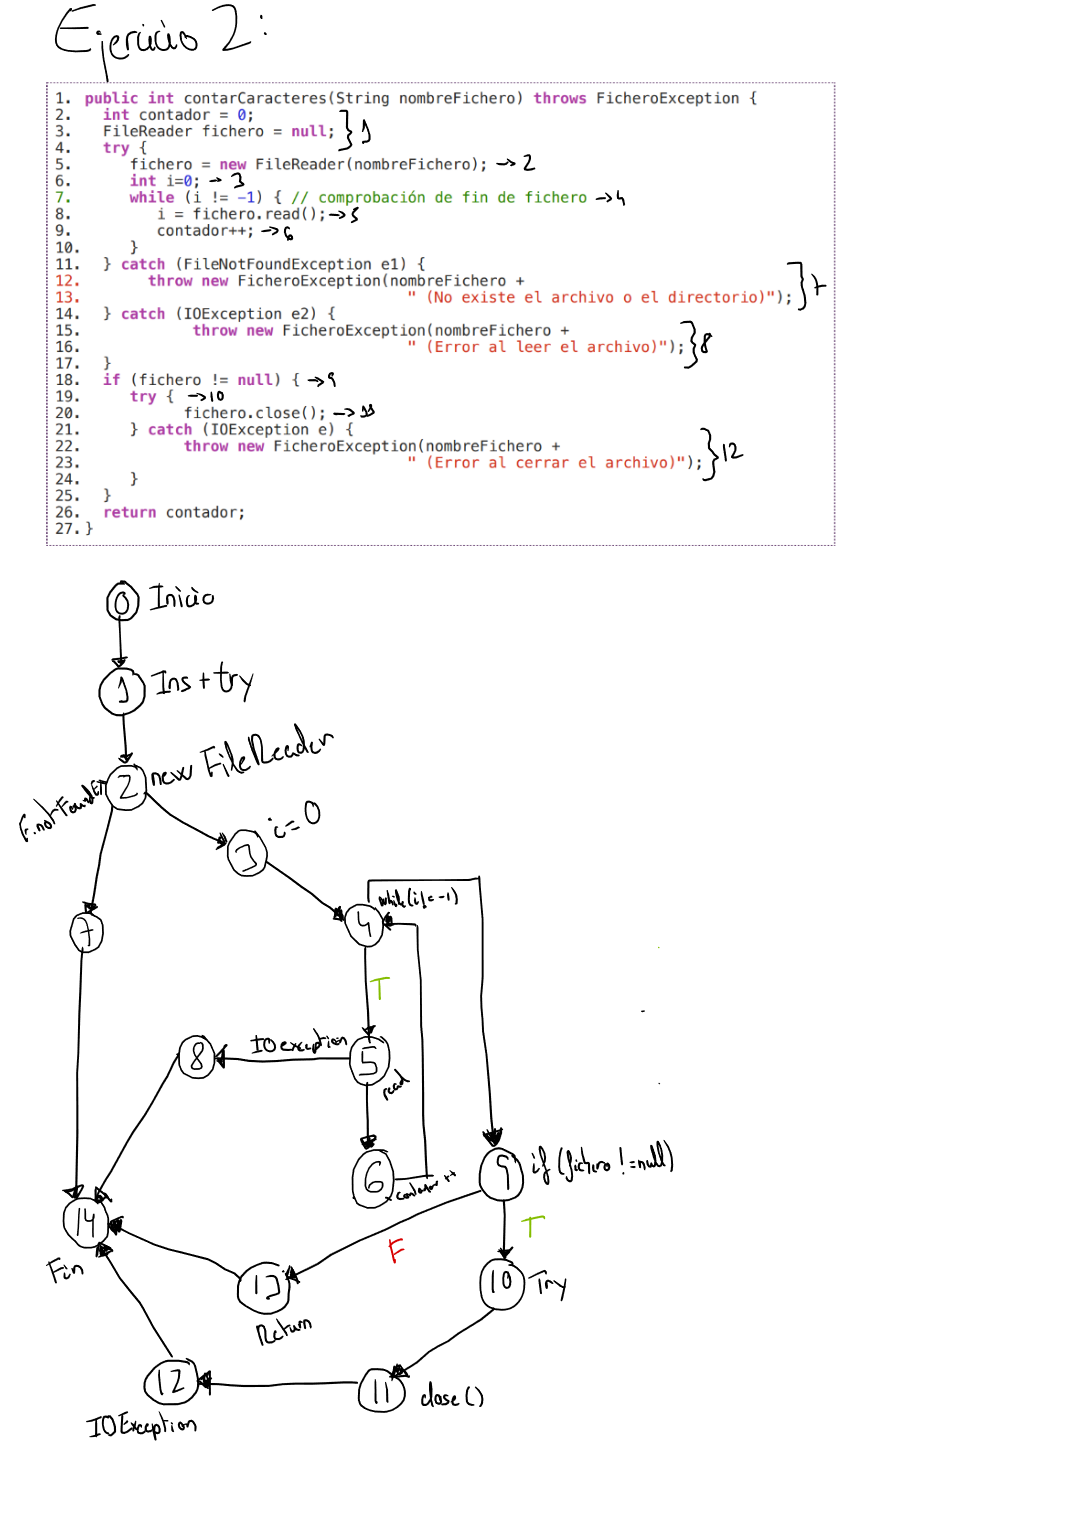 Ejercicio 2:
1. public int contarCaracteres(String nombreFichero) throws FicheroException {
2. int contador = 0;
3. FileReader fichero = null; } 1
4. try {
5. fichero = new FileReader(nombreFichero); → 2
6. int i=0; → 3
7. while (i != -1) { // comprobación de fin de fichero → 4
8. i = fichero.read(); → 5
9. contador++; → 6
10. }
11. } catch (FileNotFoundException e1) {
12. throw new FicheroException(nombreFichero +
13. " (No existe el archivo o el directorio)"); } 7
14. } catch (IOException e2) {
15. throw new FicheroException(nombreFichero +
16. " (Error al leer el archivo)"); } 8
17. }
18. if (fichero != null) { → 9
19. try { → 10
20. fichero.close(); → 11
21. } catch (IOException e) {
22. throw new FicheroException(nombreFichero +
23. " (Error al cerrar el archivo)"); } 12
24. }
25. }
26. return contador;
27. }
0 Inicio
1 Ins + try
2 new FileReader
F.notFoundE
3 i=0
4 while(i!=-1)
7
T
8 IOexception 5
read
6 contador++
9 if (fichero !=null)
14
Fin
F
T
13
Return
10 Try
12
IOException
11 close()